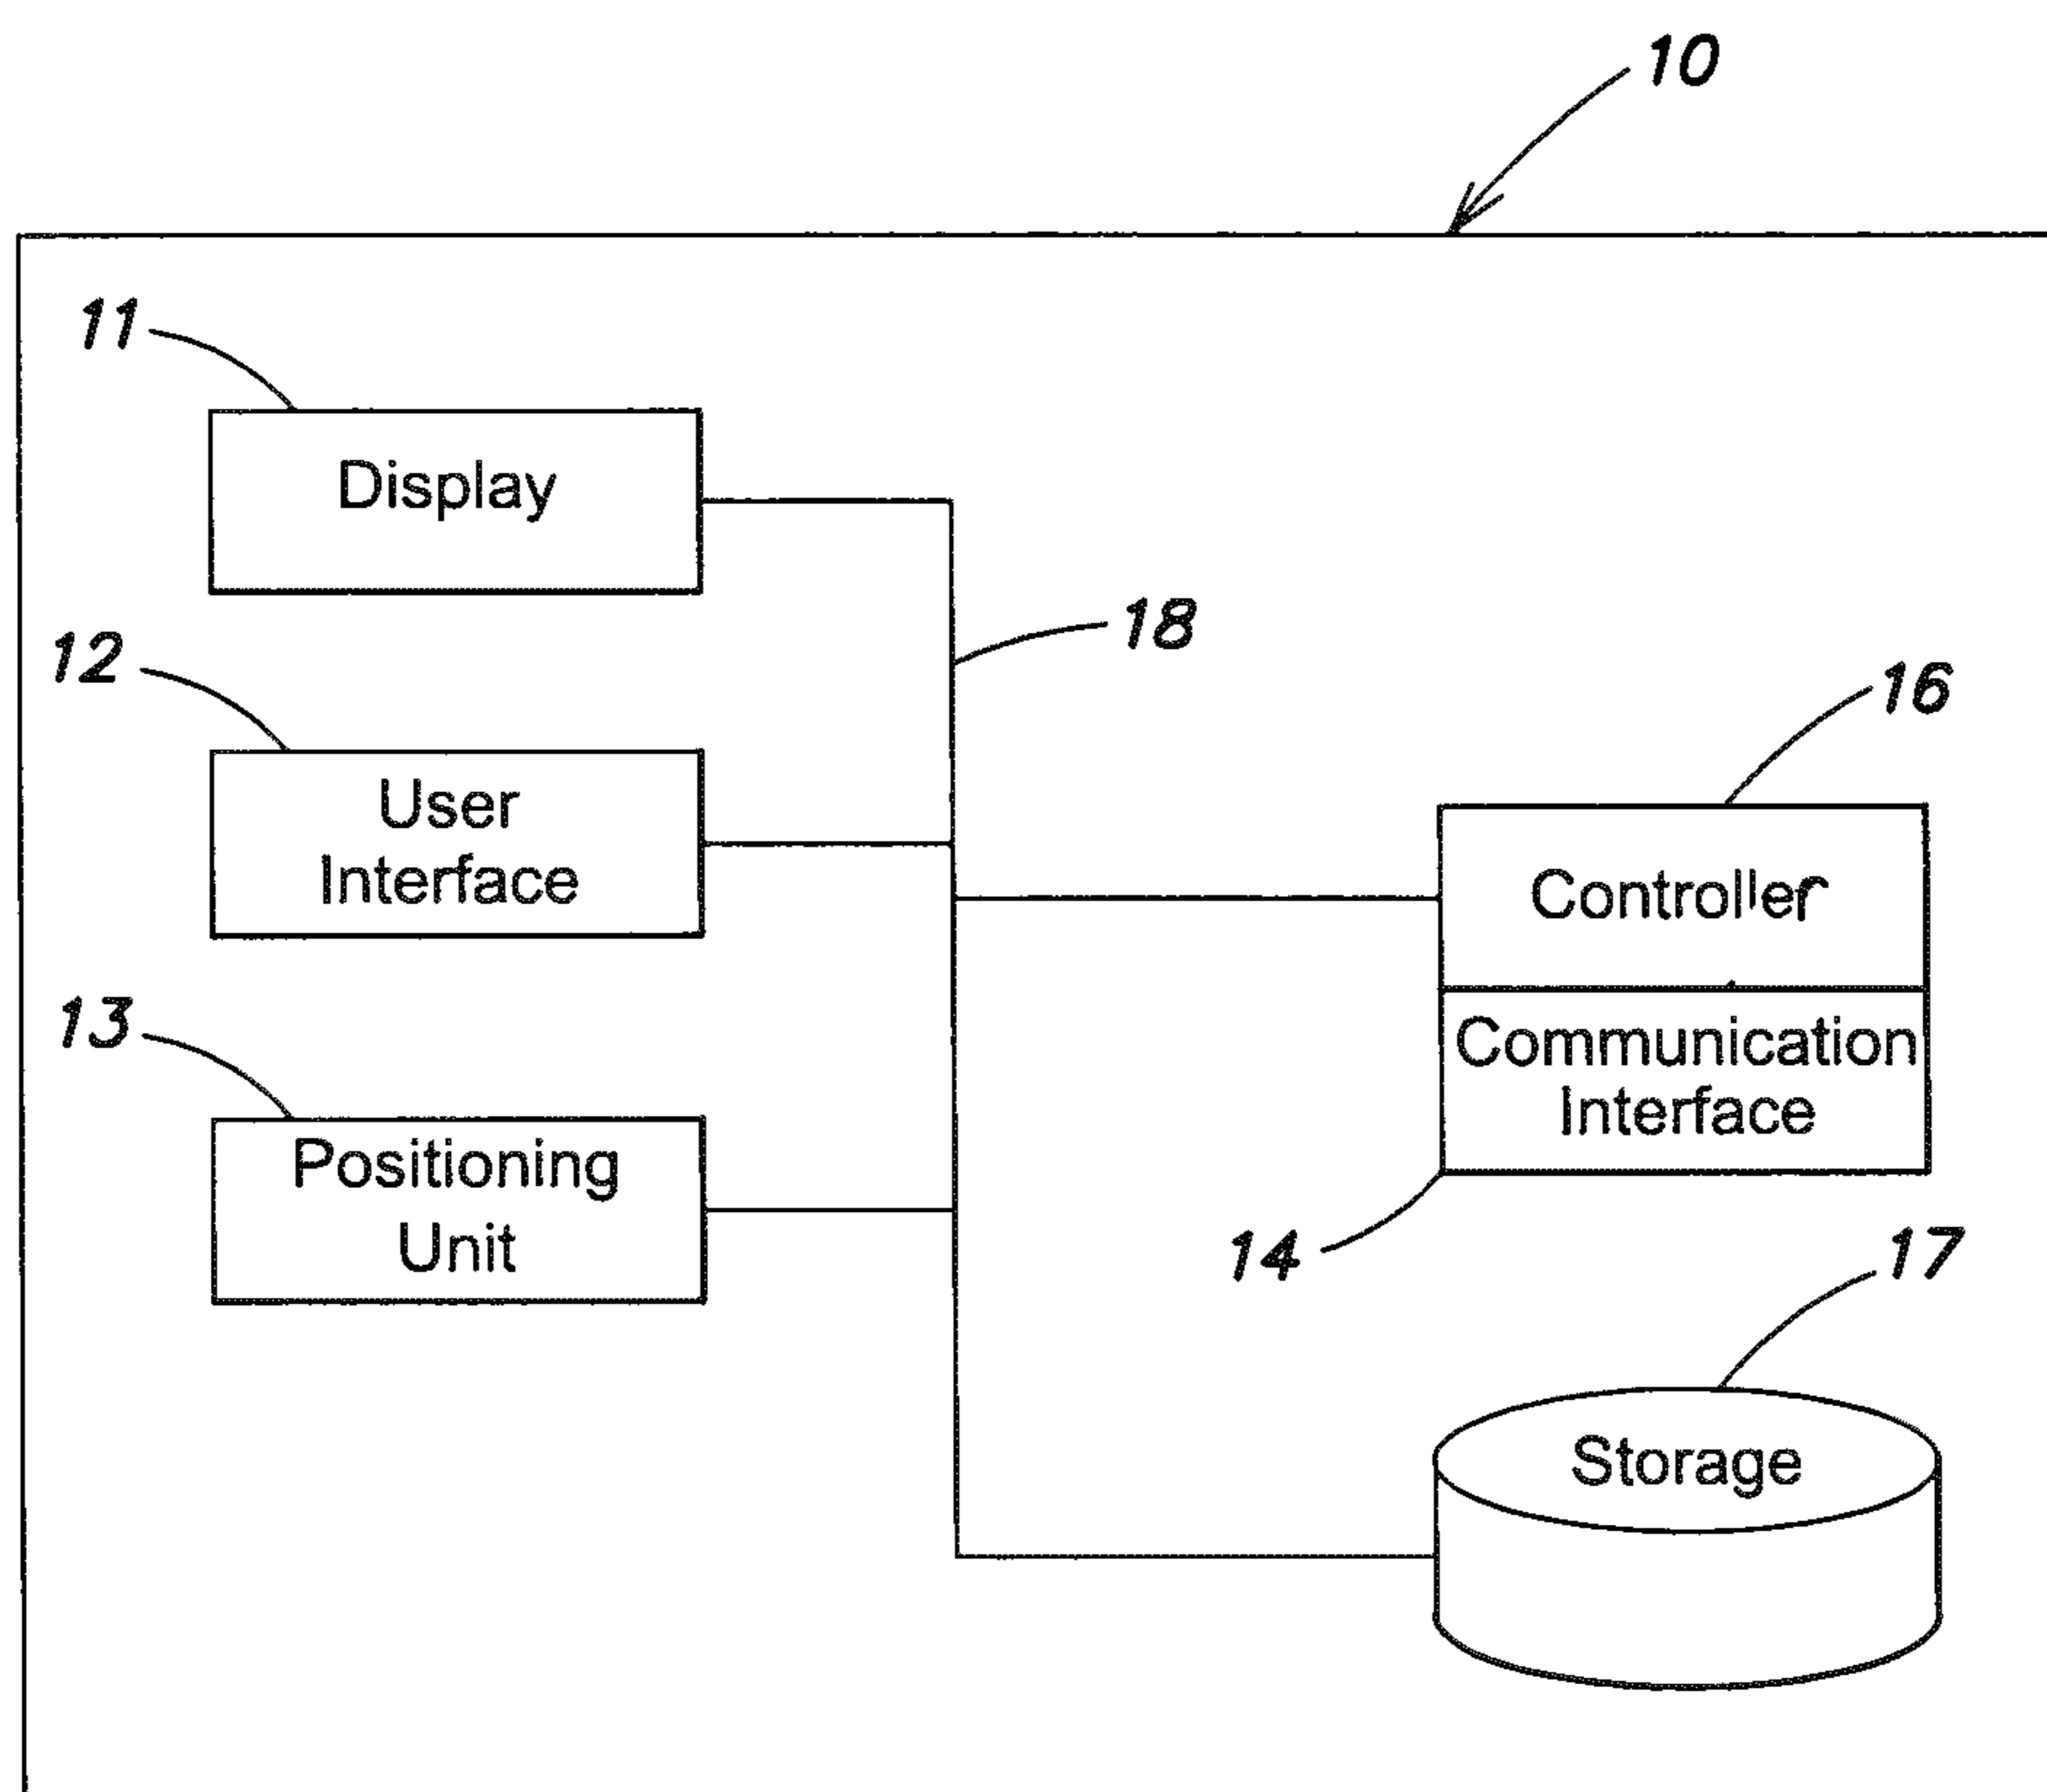 10
11
Display
18
12
User
Interface
16
Controller
13
Positioning
Unit
Communication
Interface
14
17
Storage